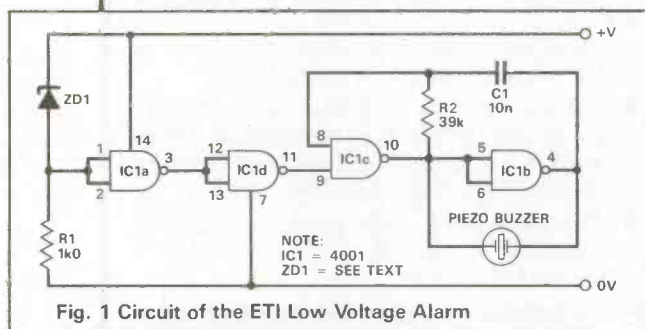 +V
ZD1
14
1
2
IC1a
3
12
13
IC1d
11
7
8
9
IC1c
10
R2
39k
C1
10n
5
6
IC1b
4
PIEZO BUZZER
R1
1k0
NOTE:
IC1 = 4001
ZD1 = SEE TEXT
0V
Fig. 1 Circuit of the ETI Low Voltage Alarm